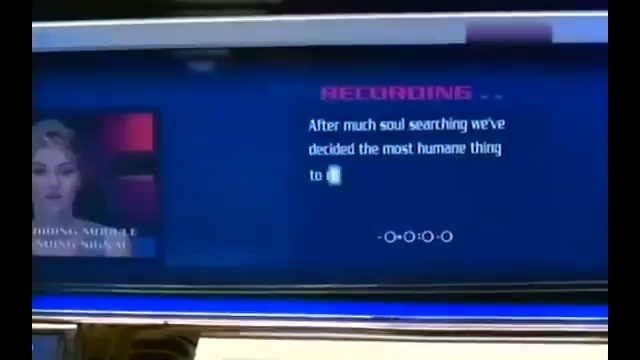 RECORDING . .
After much soul searching we've
decided the most humane thing
to
-O•O:O-O